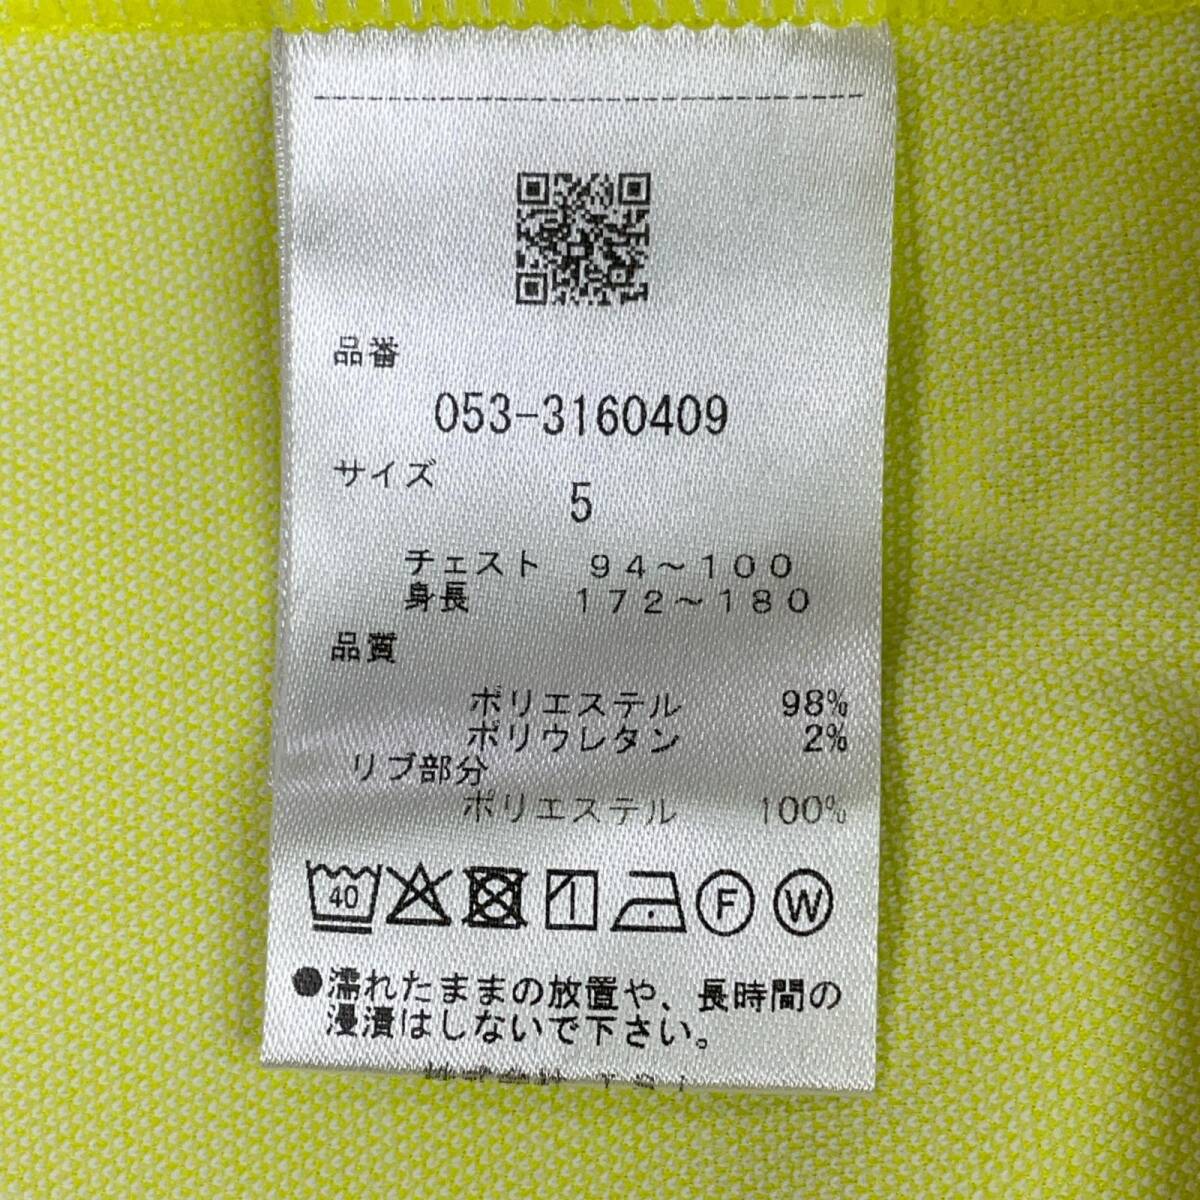 品番
053-3160409
サイズ
5
チェスト 94～100
身長 172～180
品質
ポリエステル 98%
ポリウレタン 2%
リブ部分
ポリエステル 100%
40 F W
●濡れたままの放置や、長時間の
浸漬はしないで下さい。